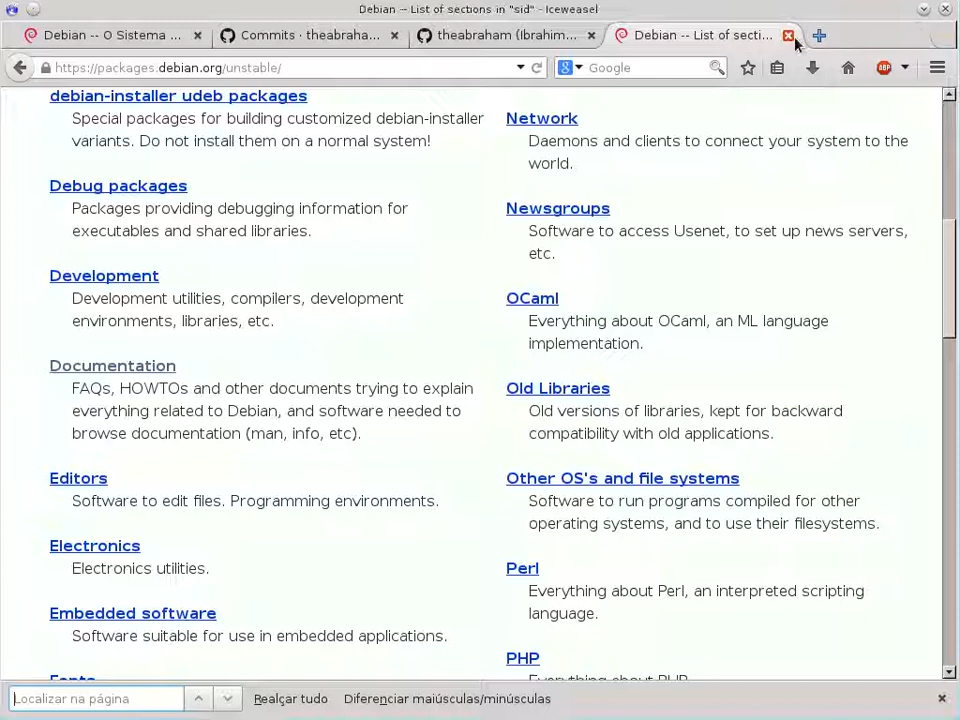 Debian -- List of sections in "sid" - Iceweasel
Debian -- O Sistema ...
Commits · theabraham...
theabraham (Ibrahim...
Debian -- List of secti...
https://packages.debian.org/unstable/
Google
ABP
debian-installer udeb packages
Special packages for building customized debian-installer
variants. Do not install them on a normal system!
Debug packages
Packages providing debugging information for
executables and shared libraries.
Development
Development utilities, compilers, development
environments, libraries, etc.
Documentation
FAQs, HOWTOs and other documents trying to explain
everything related to Debian, and software needed to
browse documentation (man, info, etc).
Editors
Software to edit files. Programming environments.
Electronics
Electronics utilities.
Embedded software
Software suitable for use in embedded applications.
Fonts
Network
Daemons and clients to connect your system to the
world.
Newsgroups
Software to access Usenet, to set up news servers,
etc.
OCaml
Everything about OCaml, an ML language
implementation.
Old Libraries
Old versions of libraries, kept for backward
compatibility with old applications.
Other OS's and file systems
Software to run programs compiled for other
operating systems, and to use their filesystems.
Perl
Everything about Perl, an interpreted scripting
language.
PHP
Everything about PHP.
Localizar na página
Realçar tudo
Diferenciar maiúsculas/minúsculas